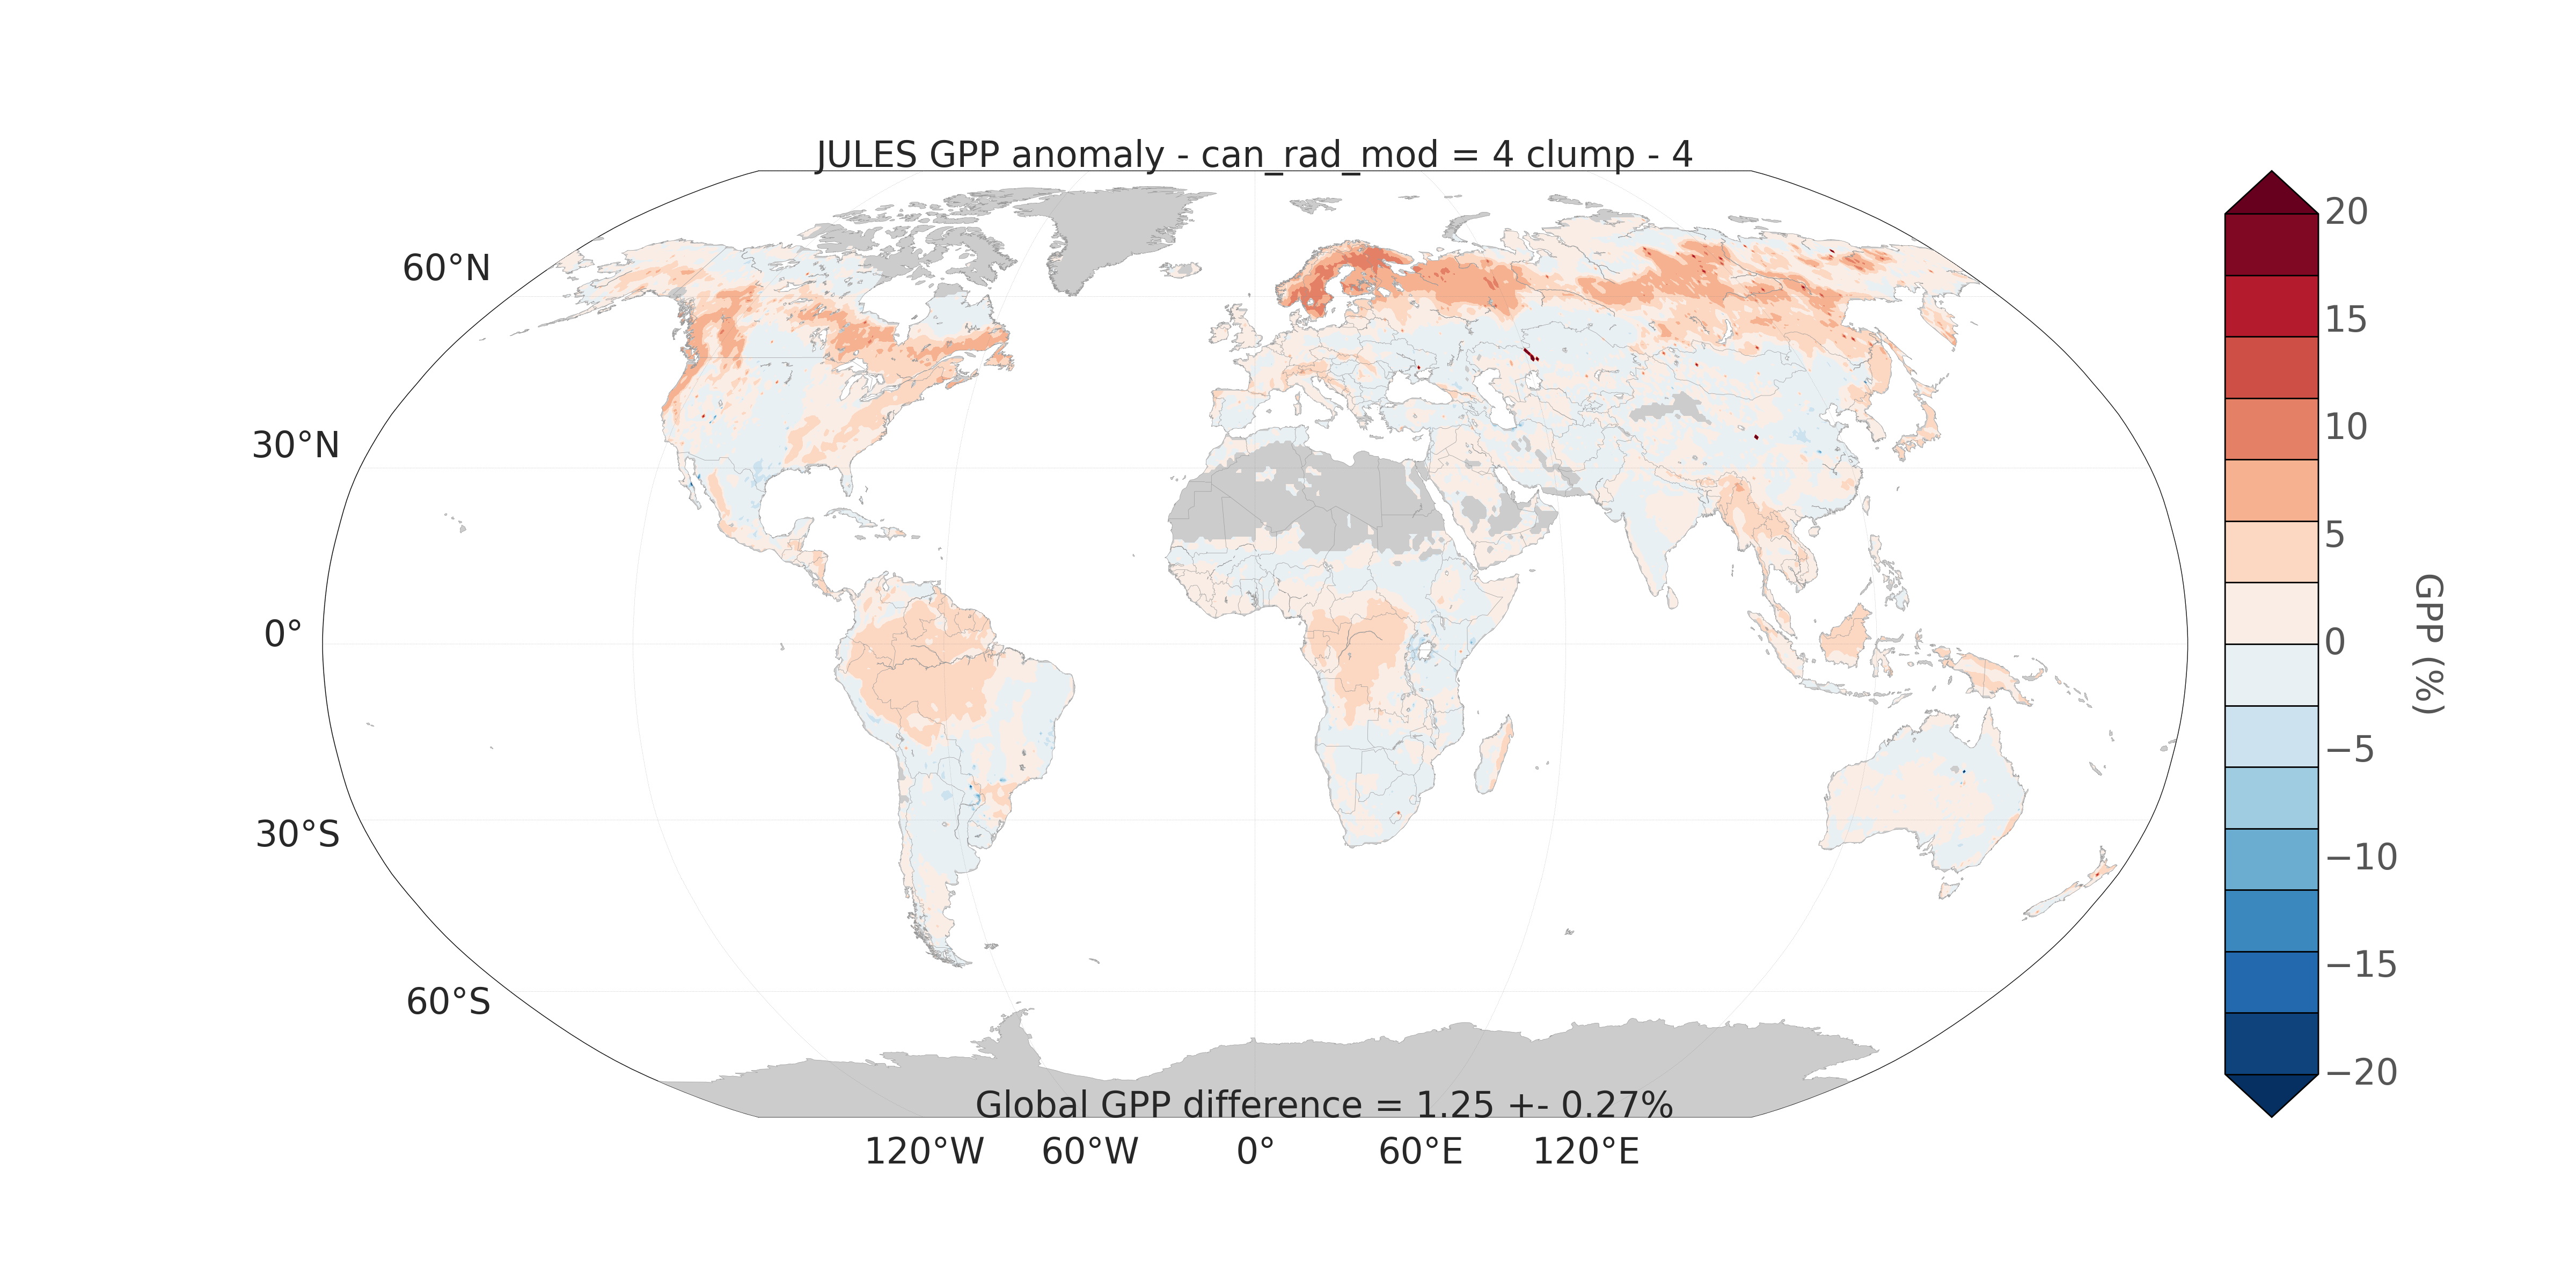 JULES GPP anomaly - can_rad_mod = 4 clump - 4
60°N
30°N
0°
30°S
60°S
Global GPP difference = 1.25 +- 0.27%
120°W 60°W 0° 60°E 120°E
20
15
10
5
0
−5
−10
−15
−20
GPP (%)